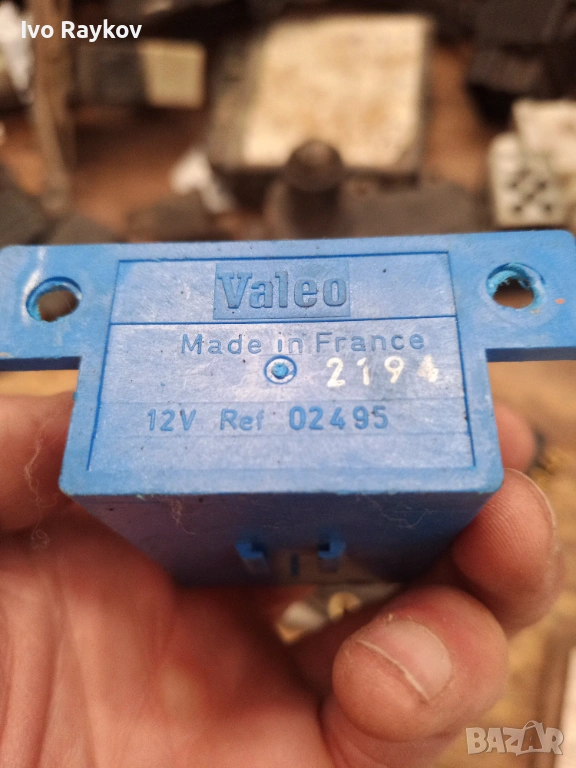 Ivo Raykov
Valeo
Made in France
2194
12V Ref 02495
BAZAR